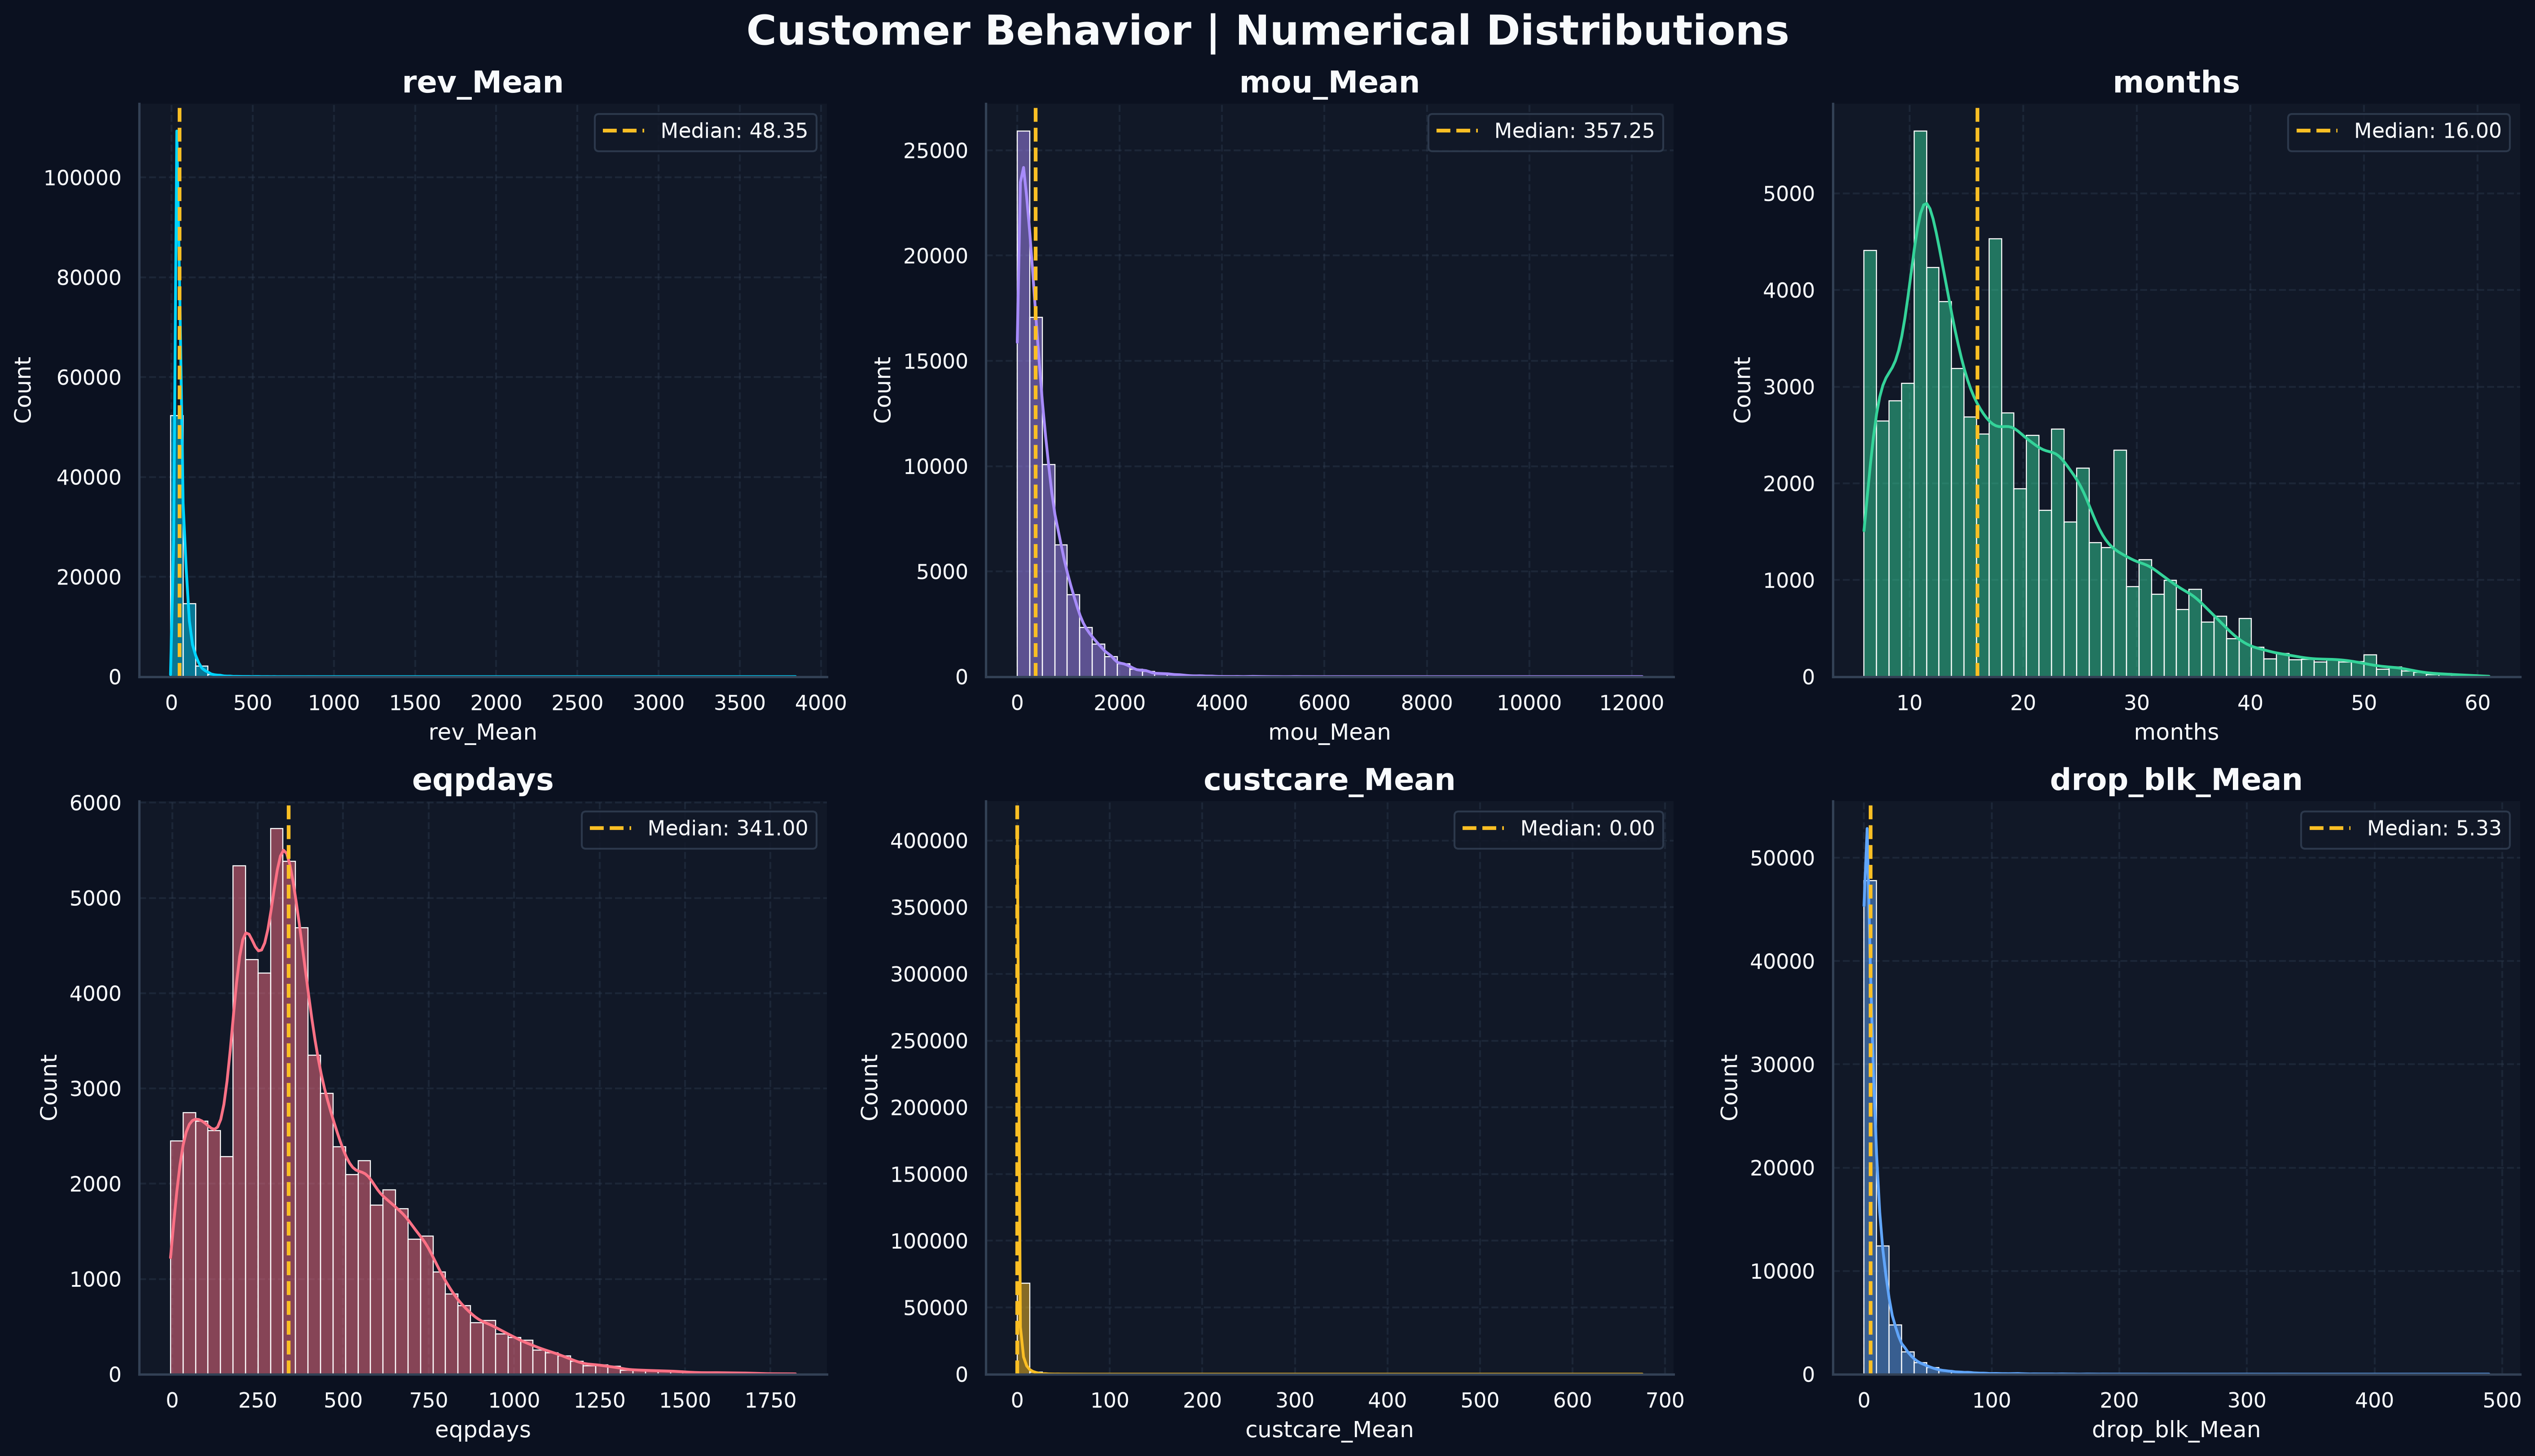 Customer Behavior | Numerical Distributions
rev_Mean
Median: 48.35
Count
100000
80000
60000
40000
20000
0
0 500 1000 1500 2000 2500 3000 3500 4000
rev_Mean
mou_Mean
Median: 357.25
Count
25000
20000
15000
10000
5000
0
0 2000 4000 6000 8000 10000 12000
mou_Mean
months
Median: 16.00
Count
5000
4000
3000
2000
1000
0
10 20 30 40 50 60
months
eqpdays
Median: 341.00
Count
6000
5000
4000
3000
2000
1000
0
0 250 500 750 1000 1250 1500 1750
eqpdays
custcare_Mean
Median: 0.00
Count
400000
350000
300000
250000
200000
150000
100000
50000
0
0 100 200 300 400 500 600 700
custcare_Mean
drop_blk_Mean
Median: 5.33
Count
50000
40000
30000
20000
10000
0
0 100 200 300 400 500
drop_blk_Mean